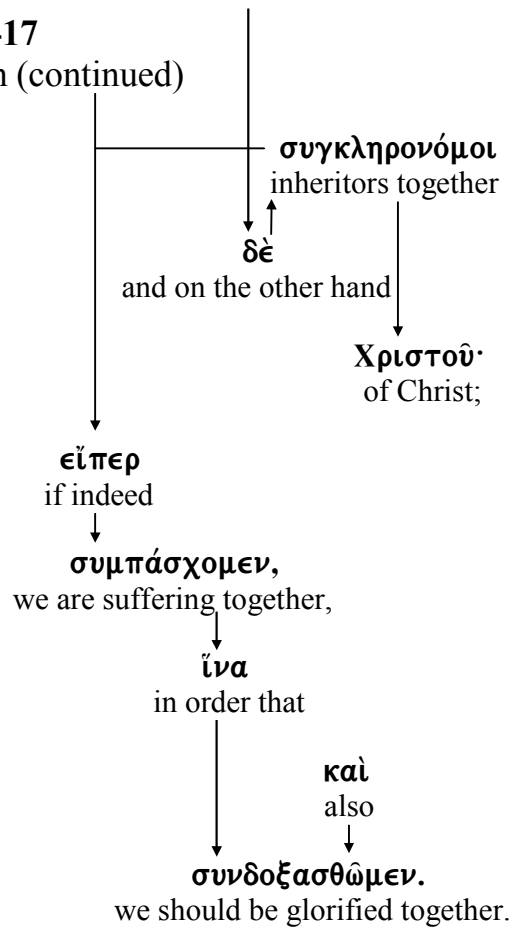 -17
n (continued)
συγκληρονόμοι
inheritors together
δὲ
and on the other hand
Χριστοῦ·
of Christ;
εἴπερ
if indeed
συμπάσχομεν,
we are suffering together,
ἵνα
in order that
καὶ
also
συνδοξασθῶμεν.
we should be glorified together.